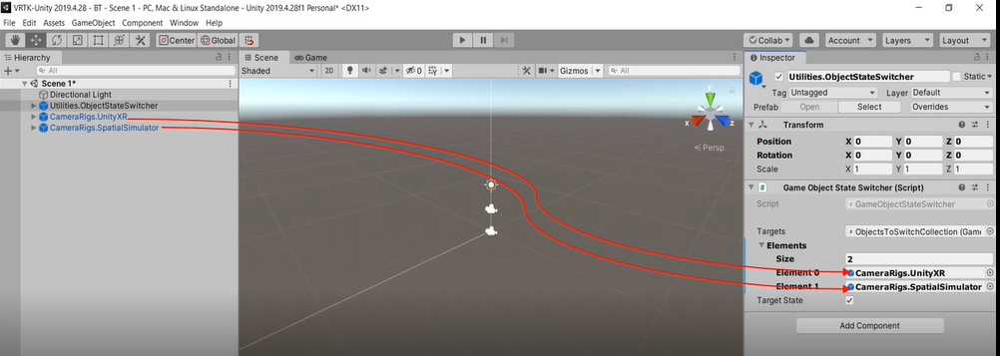 VRTK-Unity 2019.4.28 - BT - Scene 1 - PC, Mac & Linux Standalone - Unity 2019.4.28f1 Personal* <DX11>
File Edit Assets GameObject Component Window Help
Center Global Collab Account Layers Layout
Hierarchy
All
Scene 1*
Directional Light
Utilities.ObjectStateSwitcher
CameraRigs.UnityXR
CameraRigs.SpatialSimulator
Scene Game
Shaded 2D 0 Gizmos All
y
x z
Persp
Inspector
Utilities.ObjectStateSwitcher Static
Tag Untagged Layer Default
Prefab Open Select Overrides
Transform
Position X 0 Y 0 Z 0
Rotation X 0 Y 0 Z 0
Scale X 1 Y 1 Z 1
Game Object State Switcher (Script)
Script GameObjectStateSwitcher
Targets ObjectsToSwitchCollection (Gam
Elements
Size 2
Element 0 CameraRigs.UnityXR
Element 1 CameraRigs.SpatialSimulator
Target State
Add Component